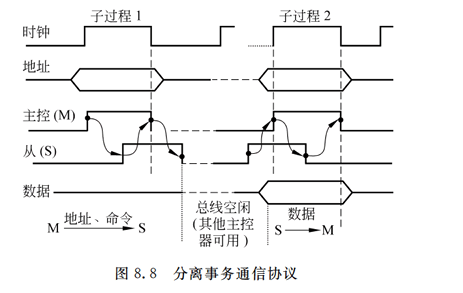 子过程 1 子过程 2
时钟
地址
主控 (M)
从 (S)
数据
总线空闲
(其他主控
器可用)
地址、命令
M S
数据
S M
图 8.8 分离事务通信协议